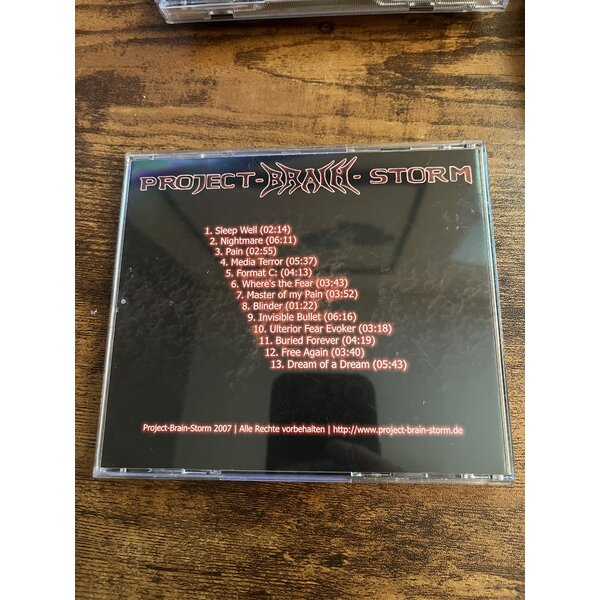 PROJECT-BRAIN-STORM
1. Sleep Well (02:14)
2. Nightmare (06:11)
3. Pain (02:55)
4. Media Terror (05:37)
5. Format C: (04:13)
6. Where's the Fear (03:43)
7. Master of my Pain (03:52)
8. Blinder (01:22)
9. Invisible Bullet (06:16)
10. Ulterior Fear Evoker (03:18)
11. Buried Forever (04:19)
12. Free Again (03:40)
13. Dream of a Dream (05:43)
Project-Brain-Storm 2007 | Alle Rechte vorbehalten | http://www.project-brain-storm.de